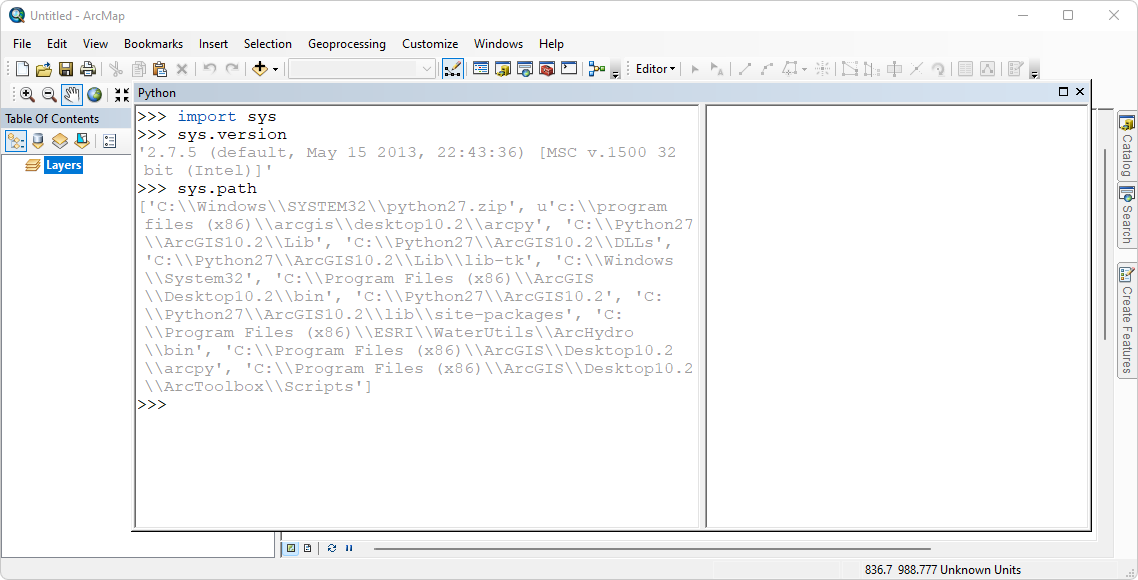 Untitled - ArcMap
File Edit View Bookmarks Insert Selection Geoprocessing Customize Windows Help
Editor
Python
Table Of Contents
Layers
>>> import sys
>>> sys.version
'2.7.5 (default, May 15 2013, 22:43:36) [MSC v.1500 32
bit (Intel)]'
>>> sys.path
['C:\\Windows\\SYSTEM32\\python27.zip', u'c:\\program
files (x86)\\arcgis\\desktop10.2\\arcpy', 'C:\\Python27
\\ArcGIS10.2\\Lib', 'C:\\Python27\\ArcGIS10.2\\DLLs',
'C:\\Python27\\ArcGIS10.2\\Lib\\lib-tk', 'C:\\Windows
\\System32', 'C:\\Program Files (x86)\\ArcGIS
\\Desktop10.2\\bin', 'C:\\Python27\\ArcGIS10.2', 'C:
\\Python27\\ArcGIS10.2\\lib\\site-packages', 'C:
\\Program Files (x86)\\ESRI\\WaterUtils\\ArcHydro
\\bin', 'C:\\Program Files (x86)\\ArcGIS\\Desktop10.2
\\arcpy', 'C:\\Program Files (x86)\\ArcGIS\\Desktop10.2
\\ArcToolbox\\Scripts']
>>>
Catalog
Search
Create Features
836.7 988.777 Unknown Units